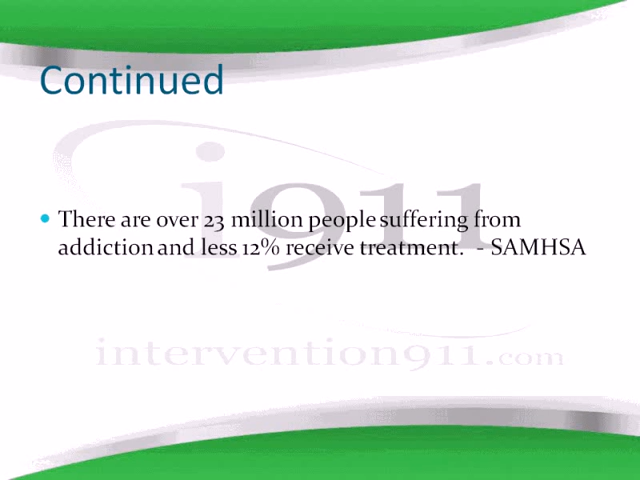 Continued
i911
• There are over 23 million people suffering from
addiction and less 12% receive treatment. - SAMHSA
intervention911.com